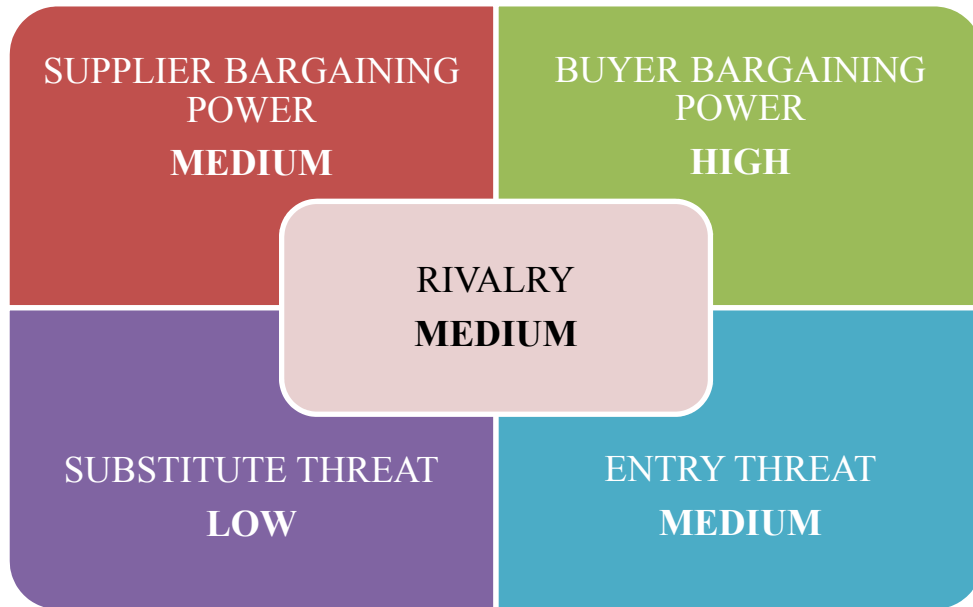 SUPPLIER BARGAINING
POWER
MEDIUM
BUYER BARGAINING
POWER
HIGH
RIVALRY
MEDIUM
SUBSTITUTE THREAT
LOW
ENTRY THREAT
MEDIUM